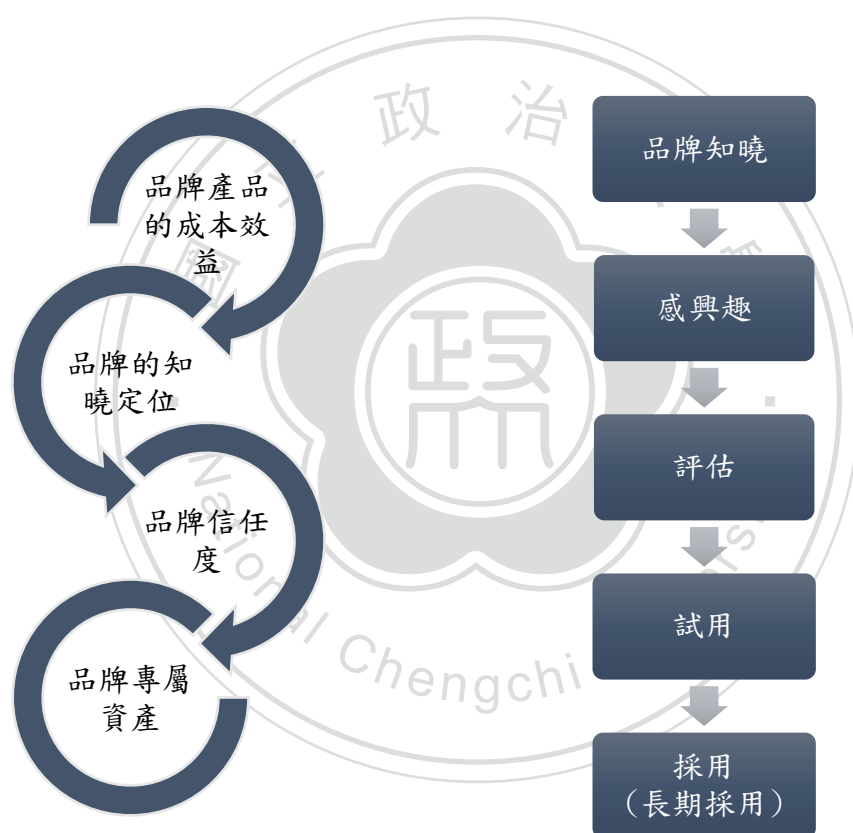 品牌產品
的成本效
益
品牌的知
曉定位
品牌信任
度
品牌專屬
資產
品牌知曉
感興趣
評估
試用
採用
（長期採用）
政治
National Chengchi